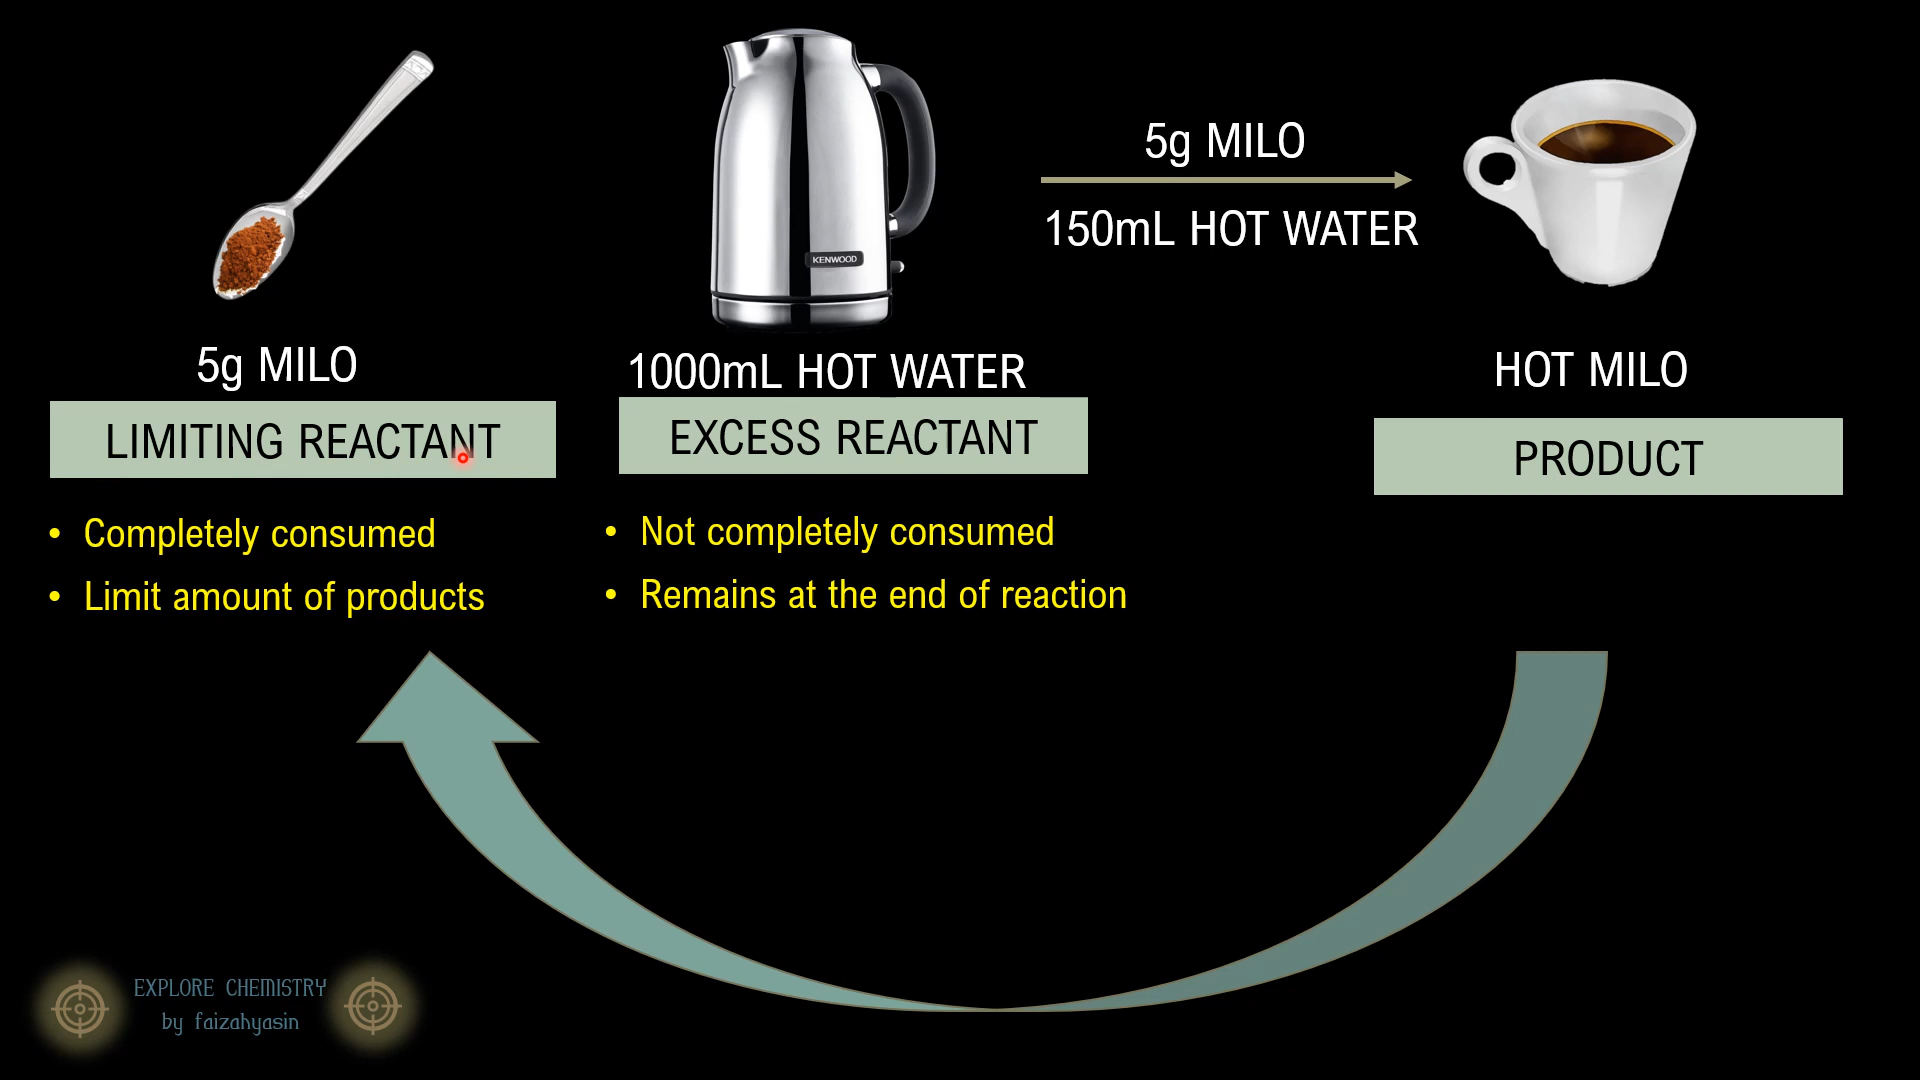 5g MILO
LIMITING REACTANT
• Completely consumed
• Limit amount of products
KENWOOD
1000mL HOT WATER
EXCESS REACTANT
• Not completely consumed
• Remains at the end of reaction
5g MILO
150mL HOT WATER
HOT MILO
PRODUCT
EXPLORE CHEMISTRY
by faizahyasin